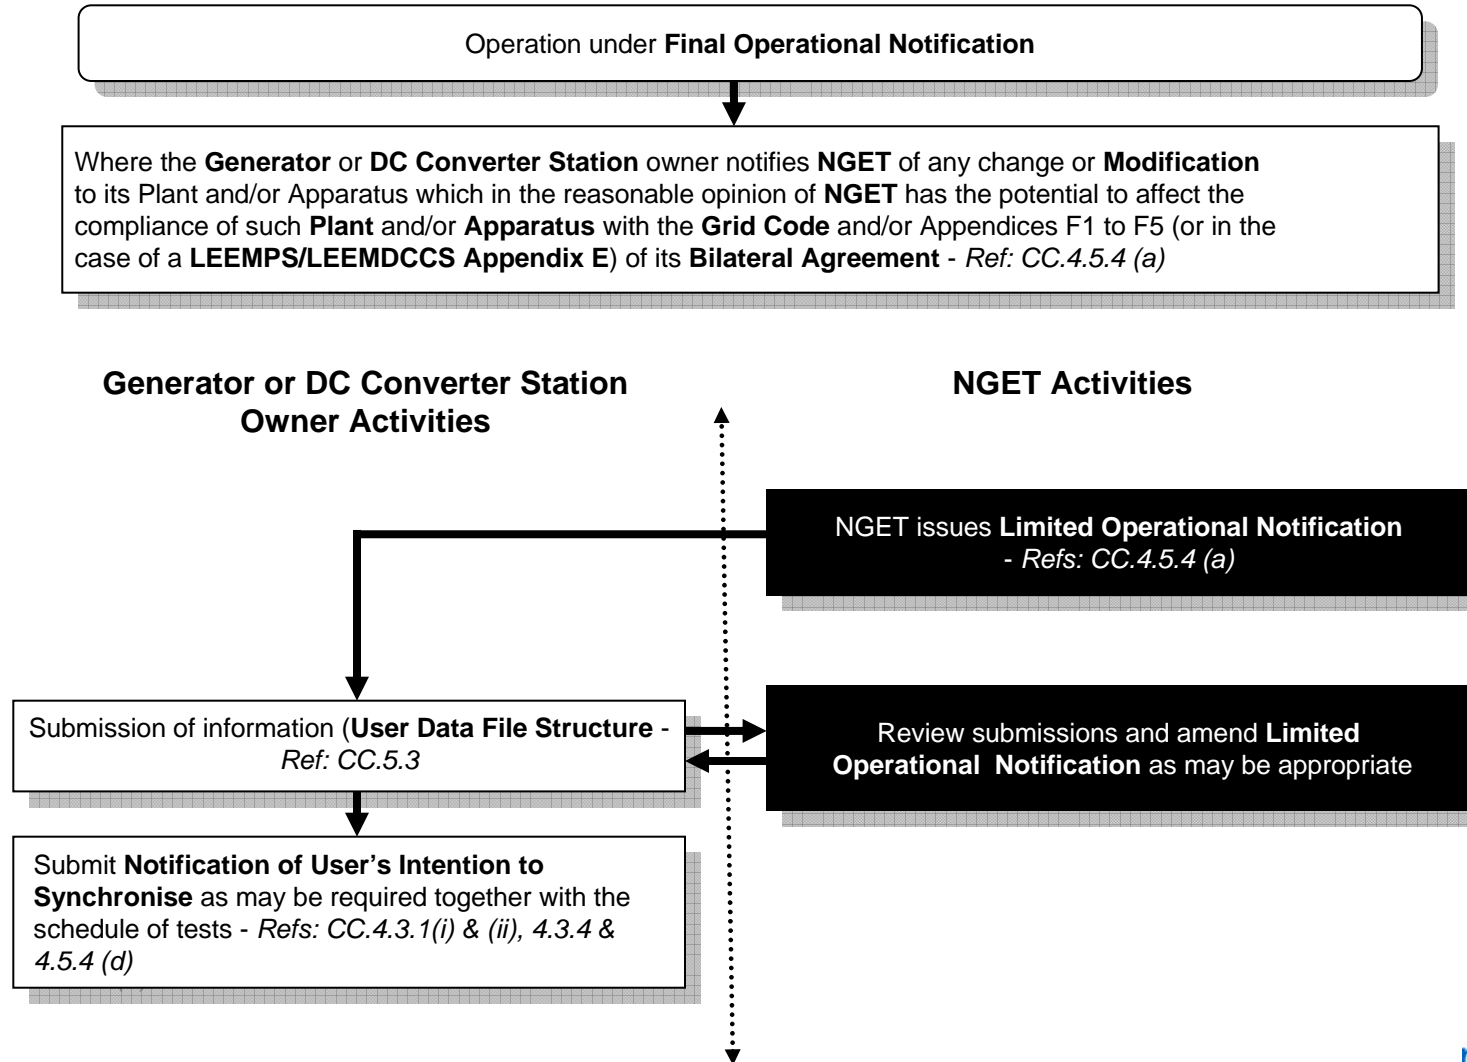 Operation under Final Operational Notification
Where the Generator or DC Converter Station owner notifies NGET of any change or Modification
to its Plant and/or Apparatus which in the reasonable opinion of NGET has the potential to affect the
compliance of such Plant and/or Apparatus with the Grid Code and/or Appendices F1 to F5 (or in the
case of a LEEMPS/LEEMDCCS Appendix E) of its Bilateral Agreement - Ref: CC.4.5.4 (a)
Generator or DC Converter Station
Owner Activities
NGET Activities
NGET issues Limited Operational Notification
- Refs: CC.4.5.4 (a)
Submission of information (User Data File Structure -
Ref: CC.5.3
Review submissions and amend Limited
Operational Notification as may be appropriate
Submit Notification of User's Intention to
Synchronise as may be required together with the
schedule of tests - Refs: CC.4.3.1(i) & (ii), 4.3.4 &
4.5.4 (d)